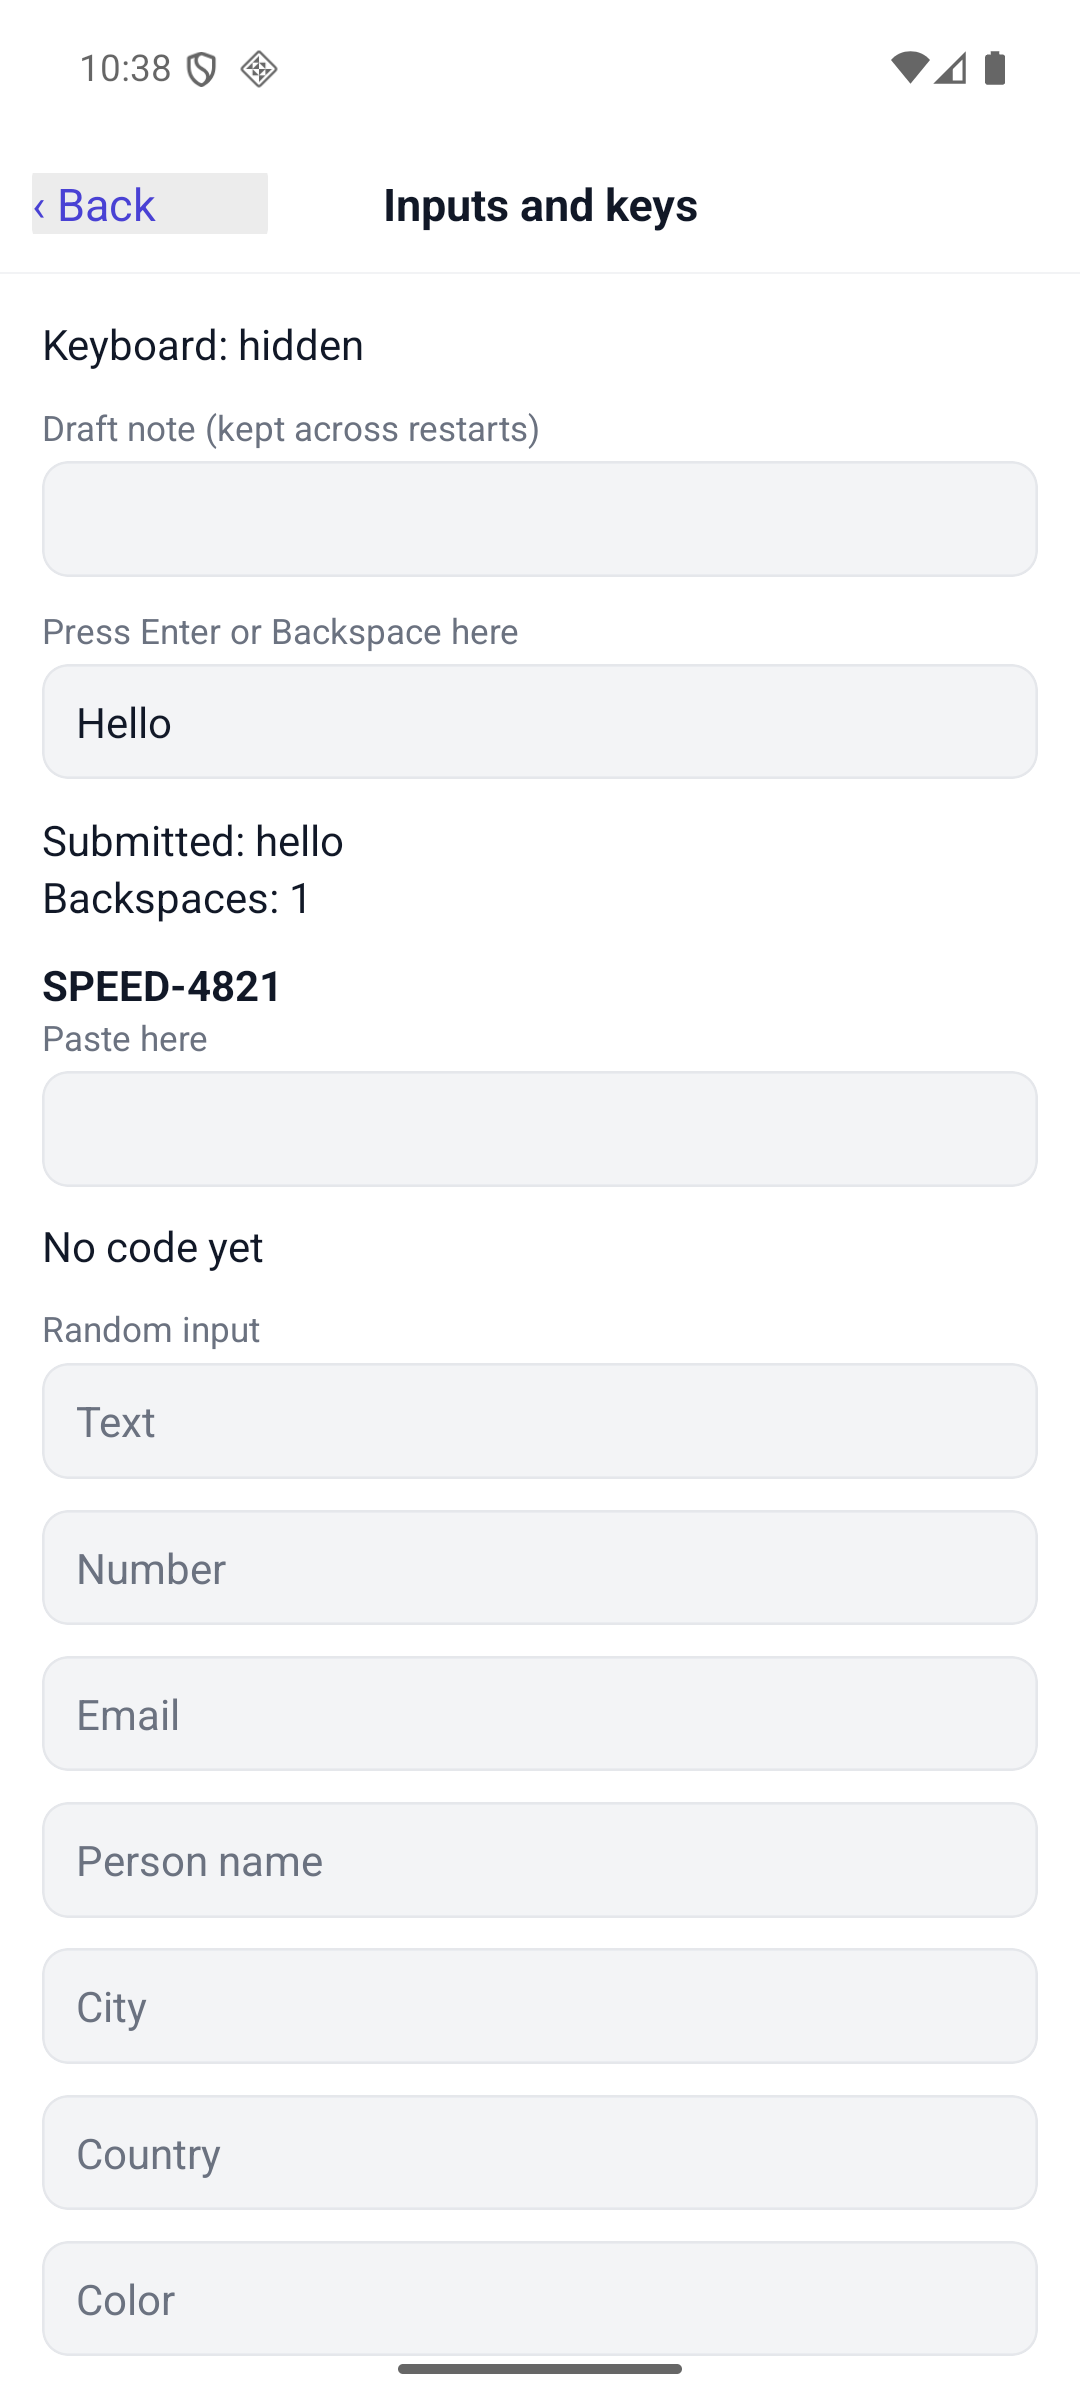 10:38
‹ Back
Inputs and keys
Keyboard: hidden
Draft note (kept across restarts)
Press Enter or Backspace here
Hello
Submitted: hello
Backspaces: 1
SPEED-4821
Paste here
No code yet
Random input
Text
Number
Email
Person name
City
Country
Color